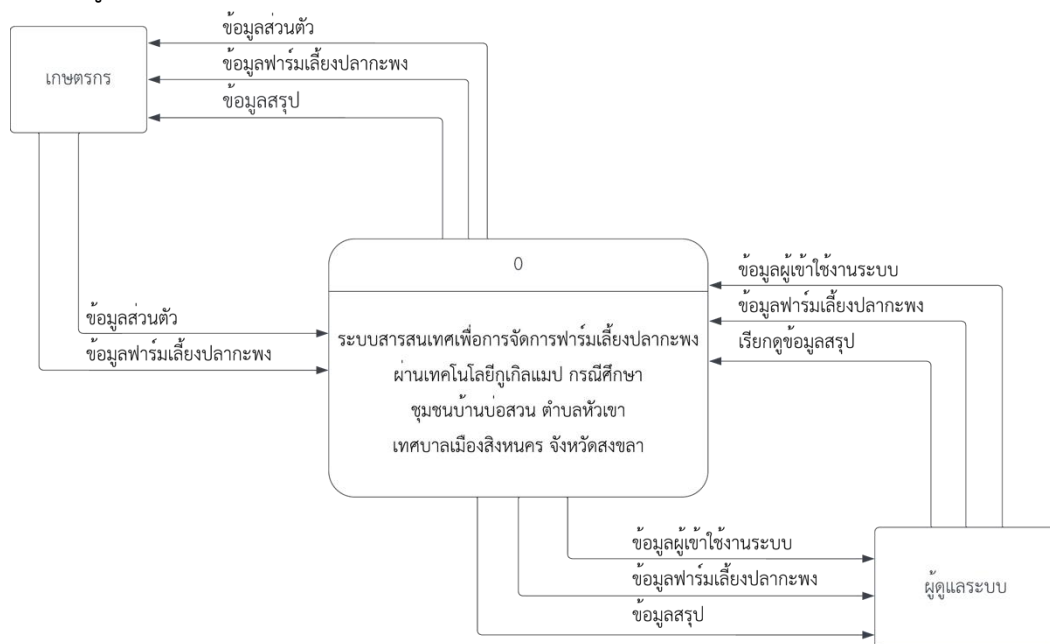 ข้อมูลส่วนตัว
ข้อมูลฟาร์มเลี้ยงปลากะพง
ข้อมูลสรุป
เกษตรกร
0
ระบบสารสนเทศเพื่อการจัดการฟาร์มเลี้ยงปลากะพง
ผ่านเทคโนโลยีกูเกิลแมป กรณีศึกษา
ชุมชนบ้านบ่อสวน ตำบลหัวเขา
เทศบาลเมืองสิงหนคร จังหวัดสงขลา
ข้อมูลส่วนตัว
ข้อมูลฟาร์มเลี้ยงปลากะพง
ข้อมูลผู้เข้าใช้งานระบบ
ข้อมูลฟาร์มเลี้ยงปลากะพง
เรียกดูข้อมูลสรุป
ข้อมูลผู้เข้าใช้งานระบบ
ข้อมูลฟาร์มเลี้ยงปลากะพง
ข้อมูลสรุป
ผู้ดูแลระบบ